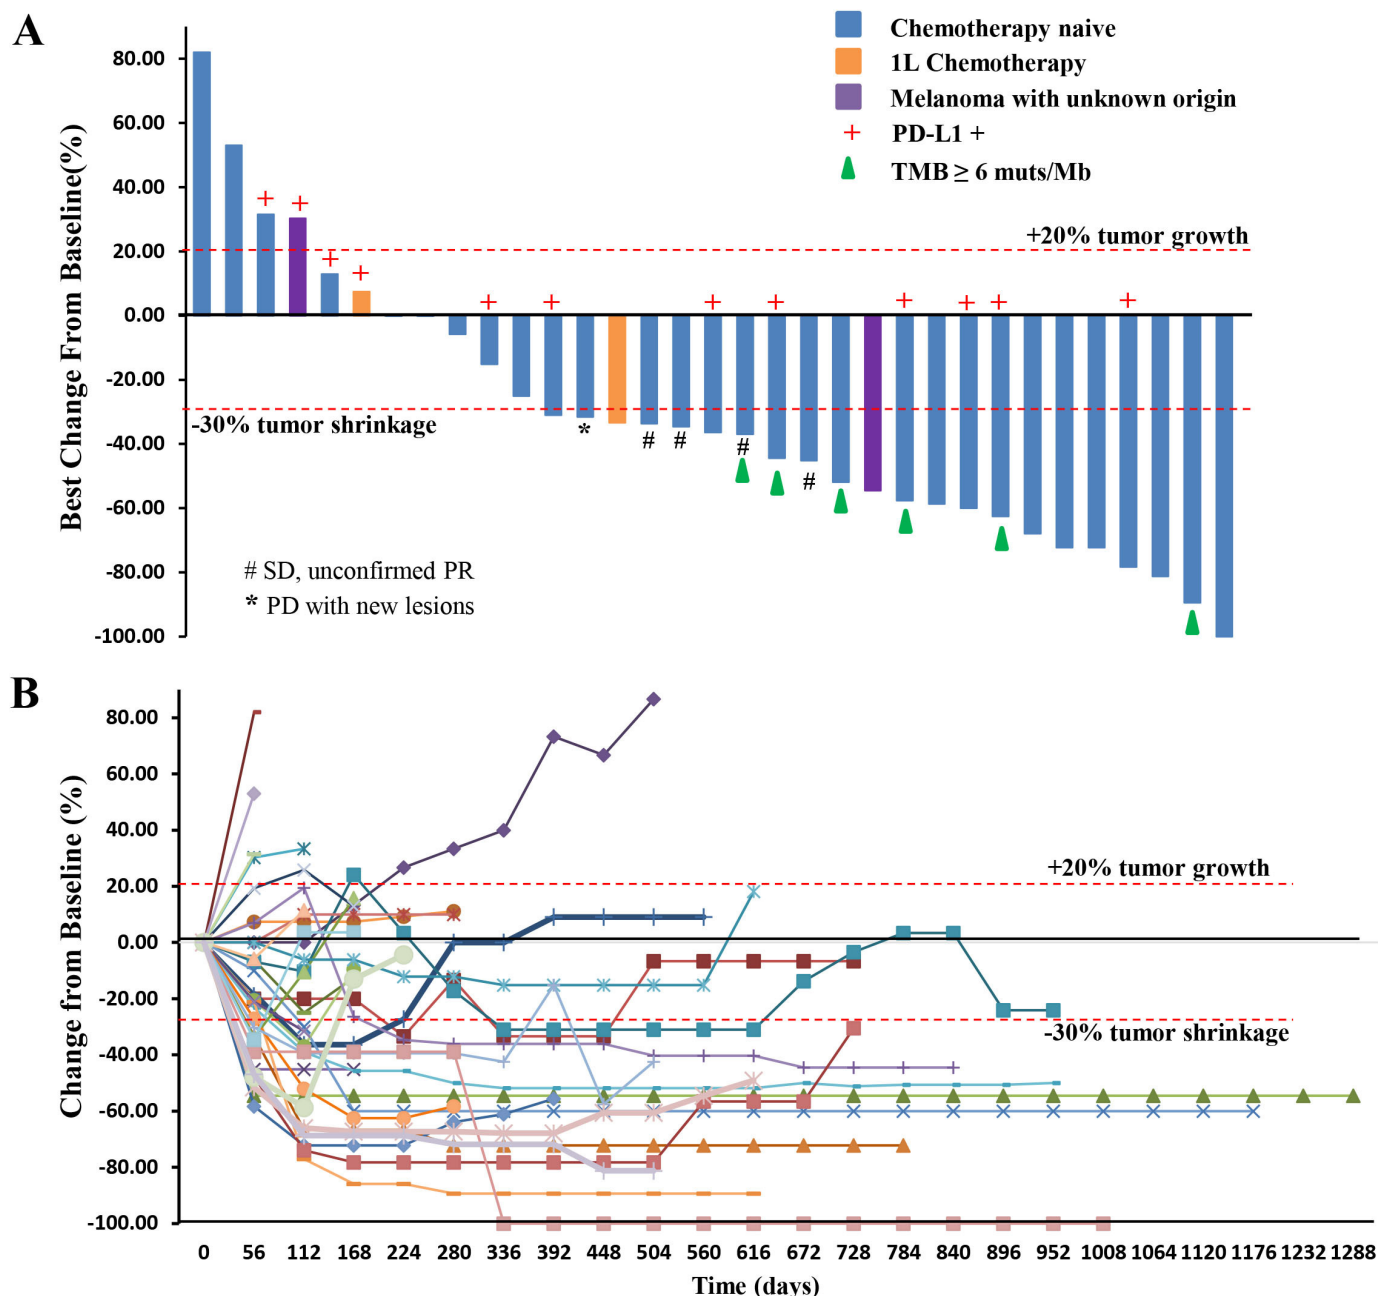 A
Chemotherapy naive
1L Chemotherapy
Melanoma with unknown origin
+ PD-L1 +
TMB ≥ 6 muts/Mb
Best Change From Baseline(%)
80.00
60.00
40.00
20.00
0.00
-20.00
-40.00
-60.00
-80.00
-100.00
+ + + + + + + + + + + +
+20% tumor growth
-30% tumor shrinkage
* # # # #
# SD, unconfirmed PR
* PD with new lesions
B
Change from Baseline (%)
80.00
60.00
40.00
20.00
0.00
-20.00
-40.00
-60.00
-80.00
-100.00
+20% tumor growth
-30% tumor shrinkage
0 56 112 168 224 280 336 392 448 504 560 616 672 728 784 840 896 952 1008 1064 1120 1176 1232 1288
Time (days)